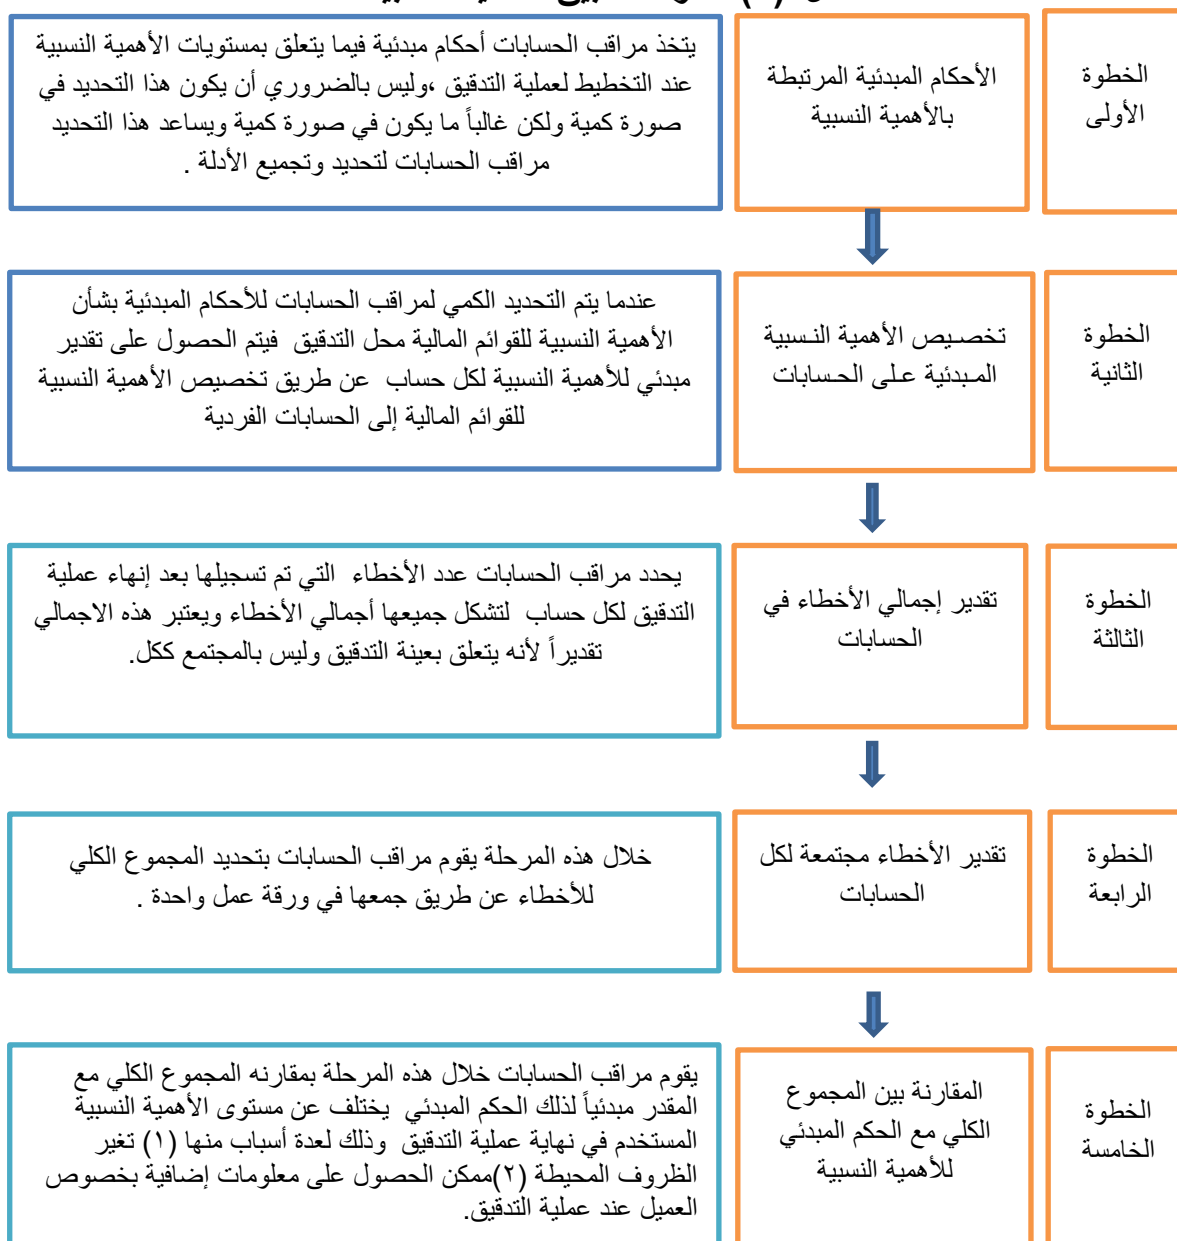 الخطوة
الأولى
الأحكام المبدئية المرتبطة
بالأهمية النسبية
يتخذ مراقب الحسابات أحكام مبدئية فيما يتعلق بمستويات الأهمية النسبية
عند التخطيط لعملية التدقيق ،وليس بالضروري أن يكون هذا التحديد في
صورة كمية ولكن غالباً ما يكون في صورة كمية ويساعد هذا التحديد
مراقب الحسابات لتحديد وتجميع الأدلة .
الخطوة
الثانية
تخصـيص الأهمية النـسبية
المـبدئية عـلى الحـسابات
عندما يتم التحديد الكمي لمراقب الحسابات للأحكام المبدئية بشأن
الأهمية النسبية للقوائم المالية محل التدقيق فيتم الحصول على تقدير
مبدئي للأهمية النسبية لكل حساب عن طريق تخصيص الأهمية النسبية
للقوائم المالية إلى الحسابات الفردية
الخطوة
الثالثة
تقدير إجمالي الأخطاء في
الحسابات
يحدد مراقب الحسابات عدد الأخطاء التي تم تسجيلها بعد إنهاء عملية
التدقيق لكل حساب لتشكل جميعها أجمالي الأخطاء ويعتبر هذه الاجمالي
تقديراً لأنه يتعلق بعينة التدقيق وليس بالمجتمع ككل.
الخطوة
الرابعة
تقدير الأخطاء مجتمعة لكل
الحسابات
خلال هذه المرحلة يقوم مراقب الحسابات بتحديد المجموع الكلي
للأخطاء عن طريق جمعها في ورقة عمل واحدة .
الخطوة
الخامسة
المقارنة بين المجموع
الكلي مع الحكم المبدئي
للأهمية النسبية
يقوم مراقب الحسابات خلال هذه المرحلة بمقارنه المجموع الكلي مع
المقدر مبدئياً لذلك الحكم المبدئي يختلف عن مستوى الأهمية النسبية
المستخدم في نهاية عملية التدقيق وذلك لعدة أسباب منها (١) تغير
الظروف المحيطة (٢)ممكن الحصول على معلومات إضافية بخصوص
العميل عند عملية التدقيق.